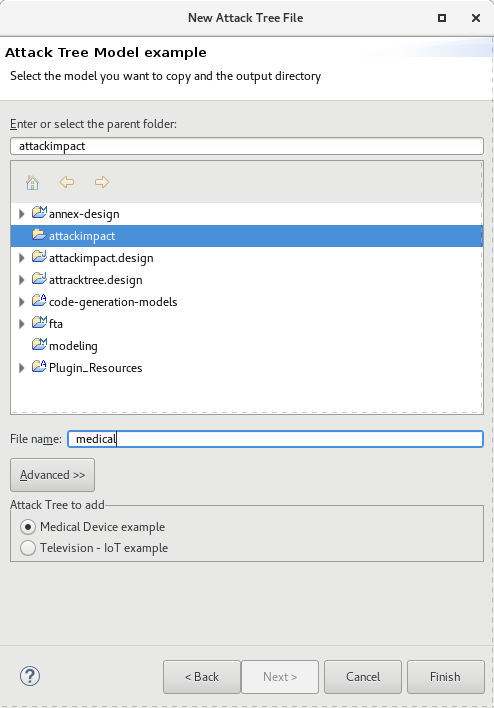 New Attack Tree File
Attack Tree Model example
Select the model you want to copy and the output directory
Enter or select the parent folder:
attackimpact
annex-design
attackimpact
attackimpact.design
attracktree.design
code-generation-models
fta
modeling
Plugin_Resources
File name: medical
Advanced >>
Attack Tree to add
Medical Device example
Television - IoT example
? < Back Next > Cancel Finish